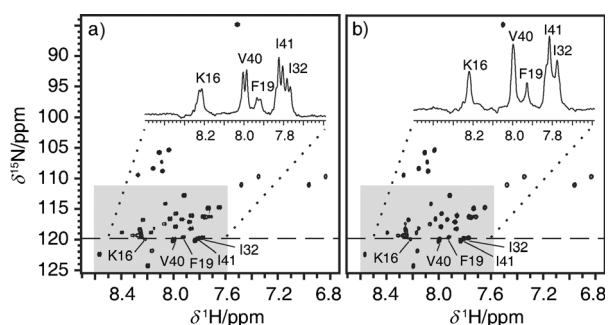 a)
I41
V40
I32
K16
F19
8.2 8.0 7.8
K16
V40
F19
I41
I32
85
90
95
100
105
110
115
120
125
δ15N/ppm
8.4 8.0 7.6 7.2 6.8
δ1H/ppm
b)
I41
V40
I32
K16
F19
8.2 8.0 7.8
K16
V40
F19
I41
I32
8.4 8.0 7.6 7.2 6.8
δ1H/ppm